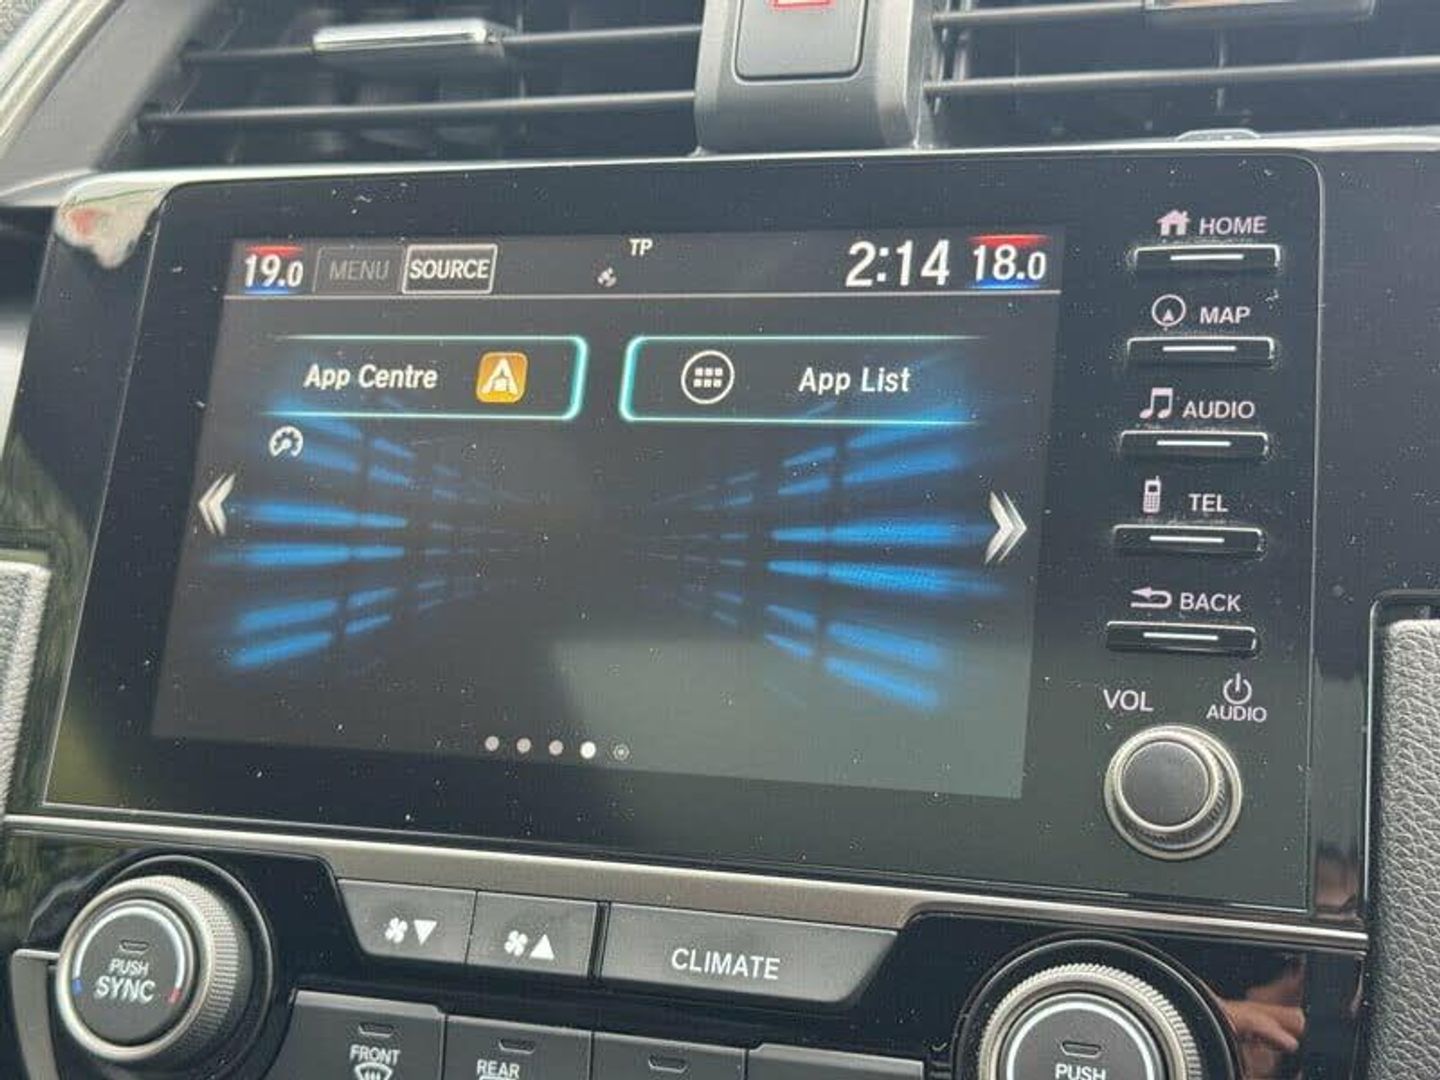 19.0 MENU SOURCE TP 2:14 18.0
App Centre App List
HOME
MAP
AUDIO
TEL
BACK
VOL AUDIO
PUSH
SYNC
CLIMATE
FRONT
REAR
PUSH